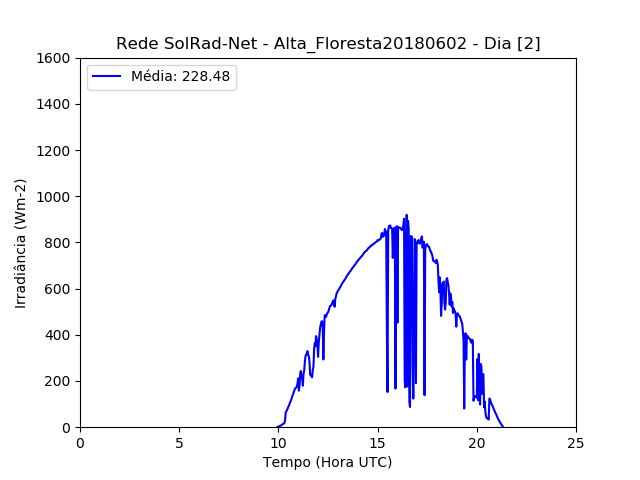 Rede SolRad-Net - Alta_Floresta20180602 - Dia [2]
Média: 228.48
1600
1400
1200
1000
800
600
400
200
0
Irradiância (Wm-2)
0 5 10 15 20 25
Tempo (Hora UTC)